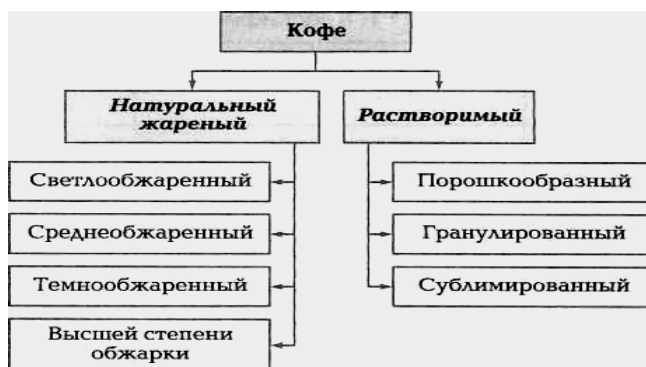 Кофе
Натуральный
жареный
Растворимый
Светлообжаренный
Среднеобжаренный
Темнообжаренный
Высшей степени
обжарки
Порошкообразный
Гранулированный
Сублимированный